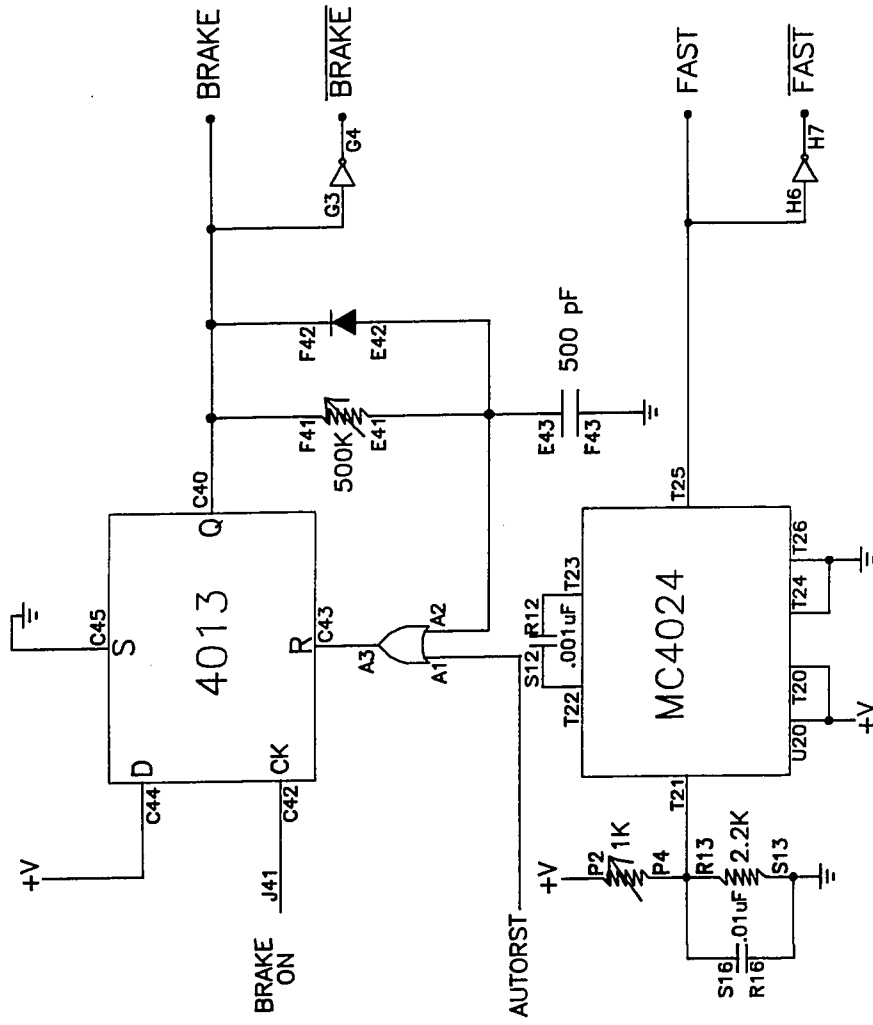 +V
C44
D
4013
S
C45
Q
C40
BRAKE
BRAKE
G3
G4
BRAKE
ON
J41
C42
CK
R
C43
F41
500K
E41
F42
E42
A3
A1
A2
E43
F43
500 pF
AUTORST
+V
P2
1K
P4
R13
2.2K
S13
S16
.01uF
R16
T21
T22
S12
R12
.001uF
T23
MC4024
T25
FAST
FAST
H6
H7
U20
T20
T24
T26
+V